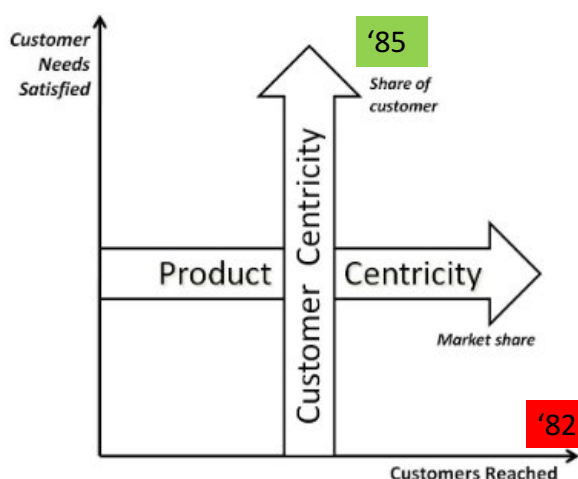 Customer
Needs
Satisfied
‘85
Share of
customer
Customer Centricity
Product Centricity
Market share
‘82
Customers Reached